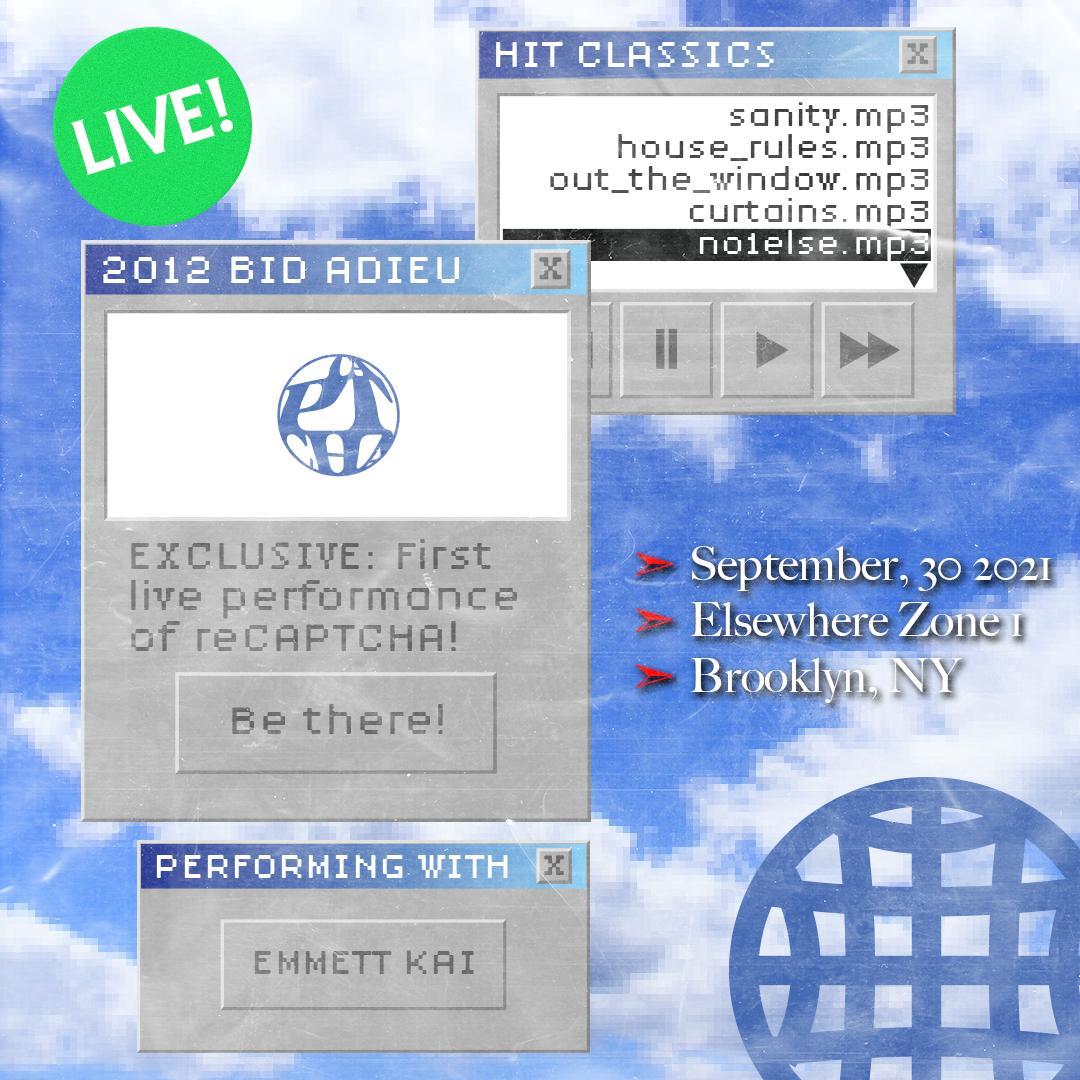 LIVE!
HIT CLASSICS X
sanity.mp3
house_rules.mp3
out_the_window.mp3
curtains.mp3
no1else.mp3
2012 BID ADIEU X
EXCLUSIVE: First
live performance
of reCAPTCHA!
Be there!
September, 30 2021
Elsewhere Zone 1
Brooklyn, NY
PERFORMING WITH X
EMMETT KAI